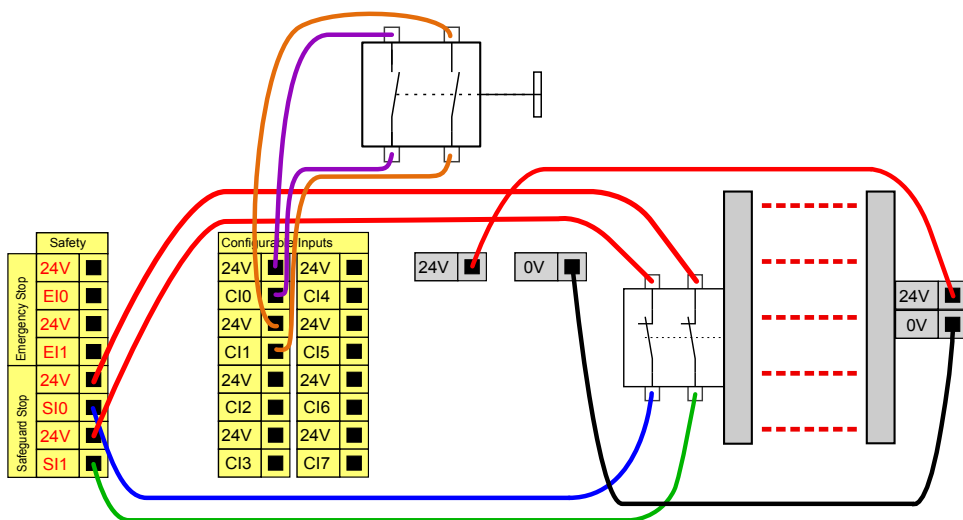 Safety
Emergency Stop
24V
EI0
24V
EI1
Safeguard Stop
24V
SI0
24V
SI1
Configurable Inputs
24V 24V
CI0 CI4
24V 24V
CI1 CI5
24V 24V
CI2 CI6
24V 24V
CI3 CI7
24V
0V
24V
0V